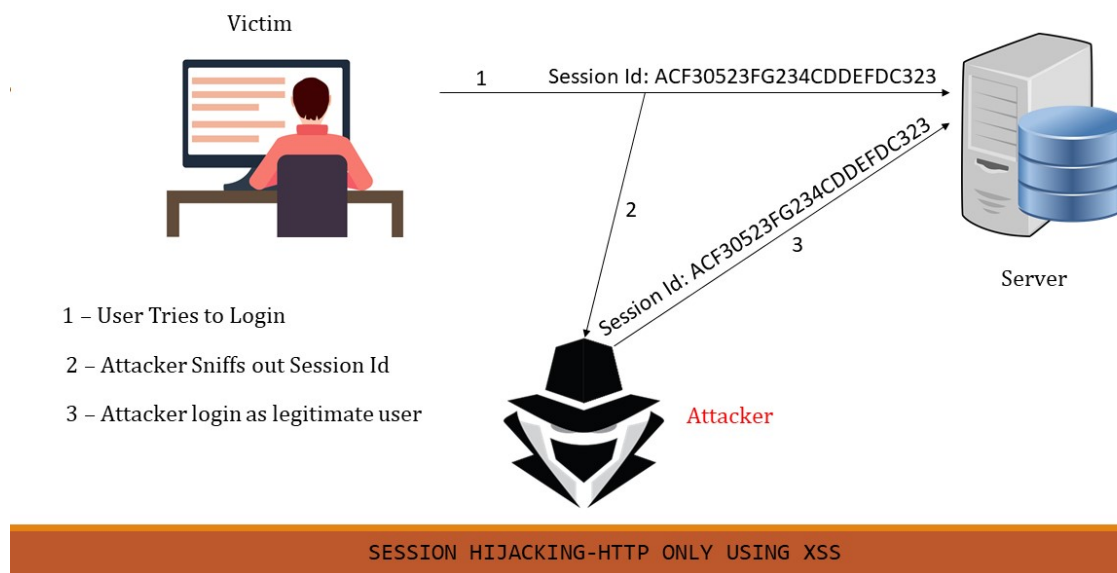 Victim
1
Session Id: ACF30523FG234CDDEFDC323
2
Session Id: ACF30523FG234CDDEFDC323
3
Server
1 – User Tries to Login
2 – Attacker Sniffs out Session Id
3 – Attacker login as legitimate user
Attacker
SESSION HIJACKING-HTTP ONLY USING XSS